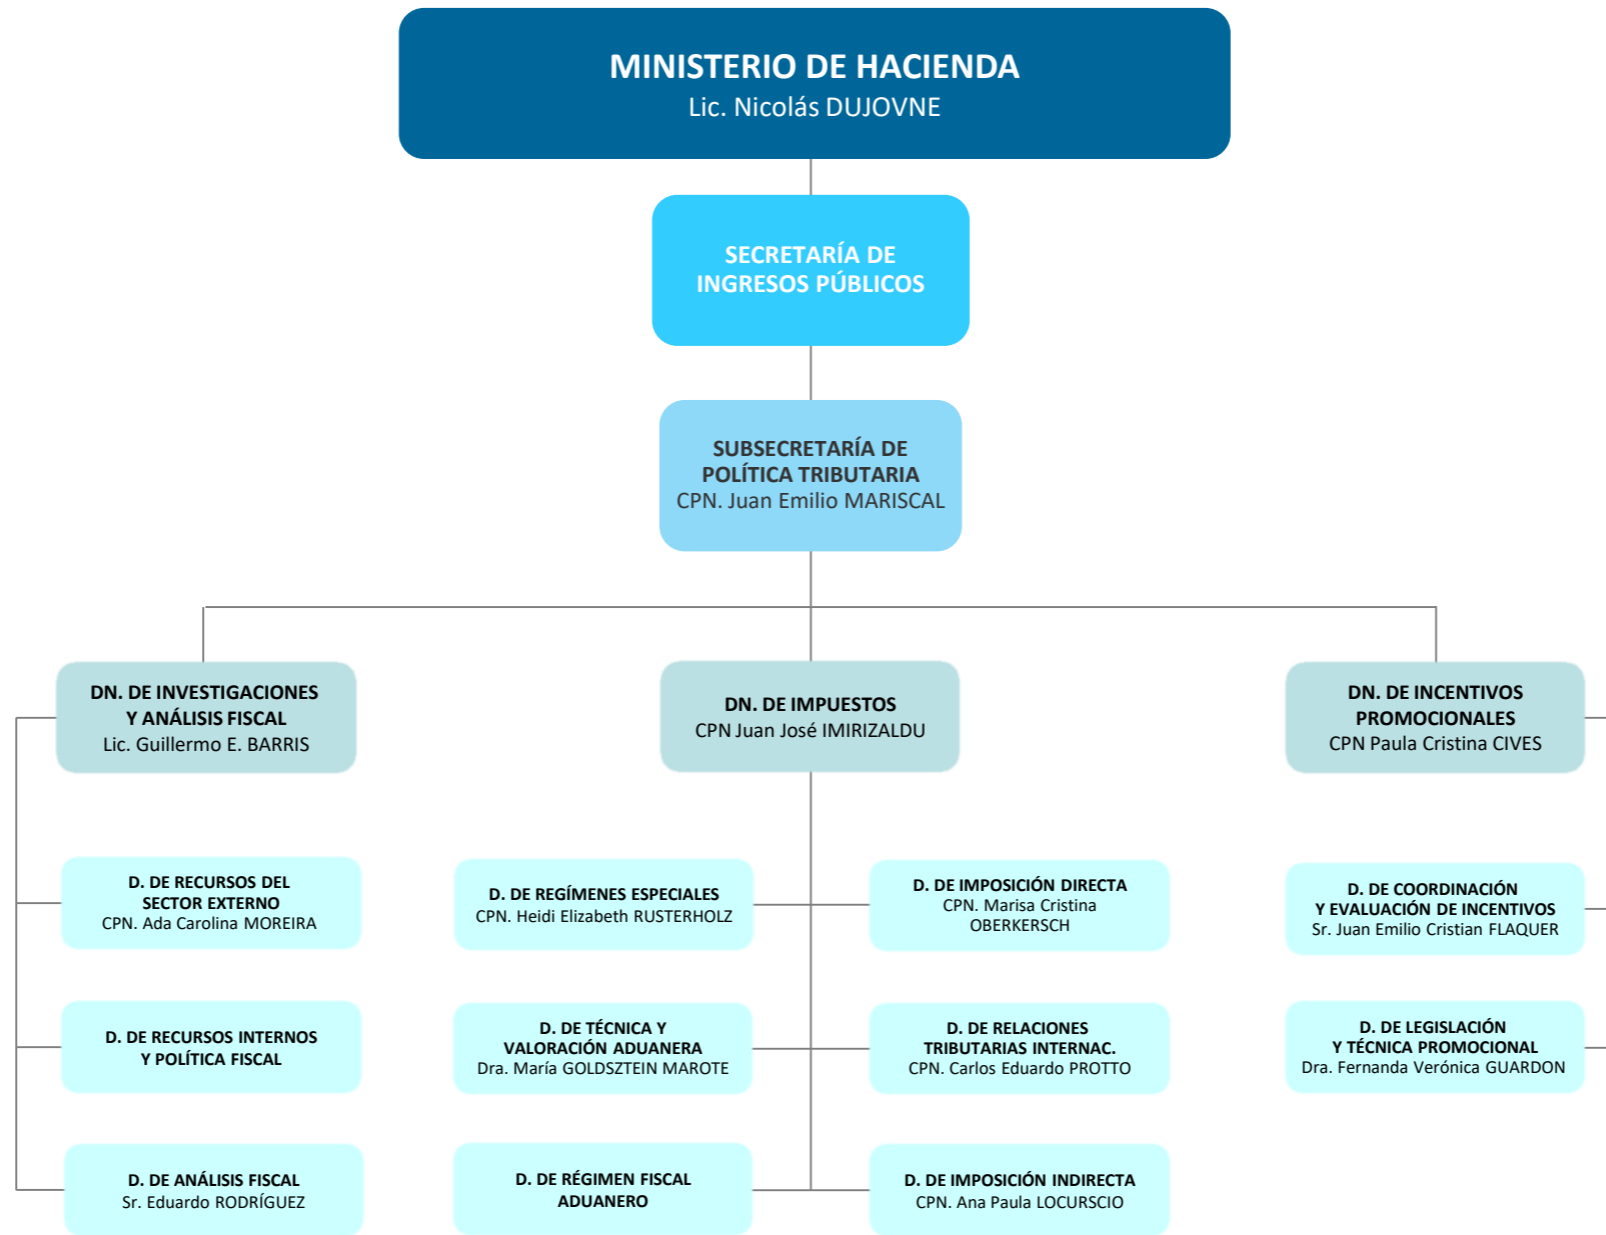 MINISTERIO DE HACIENDA
Lic. Nicolás DUJOVNE
SECRETARÍA DE
INGRESOS PÚBLICOS
SUBSECRETARÍA DE
POLÍTICA TRIBUTARIA
CPN. Juan Emilio MARISCAL
DN. DE INVESTIGACIONES
Y ANÁLISIS FISCAL
Lic. Guillermo E. BARRIS
DN. DE IMPUESTOS
CPN Juan José IMIRIZALDU
DN. DE INCENTIVOS
PROMOCIONALES
CPN Paula Cristina CIVES
D. DE RECURSOS DEL
SECTOR EXTERNO
CPN. Ada Carolina MOREIRA
D. DE REGÍMENES ESPECIALES
CPN. Heidi Elizabeth RUSTERHOLZ
D. DE IMPOSICIÓN DIRECTA
CPN. Marisa Cristina
OBERKERSCH
D. DE COORDINACIÓN
Y EVALUACIÓN DE INCENTIVOS
Sr. Juan Emilio Cristian FLAQUER
D. DE RECURSOS INTERNOS
Y POLÍTICA FISCAL
D. DE TÉCNICA Y
VALORACIÓN ADUANERA
Dra. María GOLDSZTEIN MAROTE
D. DE RELACIONES
TRIBUTARIAS INTERNAC.
CPN. Carlos Eduardo PROTTO
D. DE LEGISLACIÓN
Y TÉCNICA PROMOCIONAL
Dra. Fernanda Verónica GUARDON
D. DE ANÁLISIS FISCAL
Sr. Eduardo RODRÍGUEZ
D. DE RÉGIMEN FISCAL
ADUANERO
D. DE IMPOSICIÓN INDIRECTA
CPN. Ana Paula LOCURSCIO